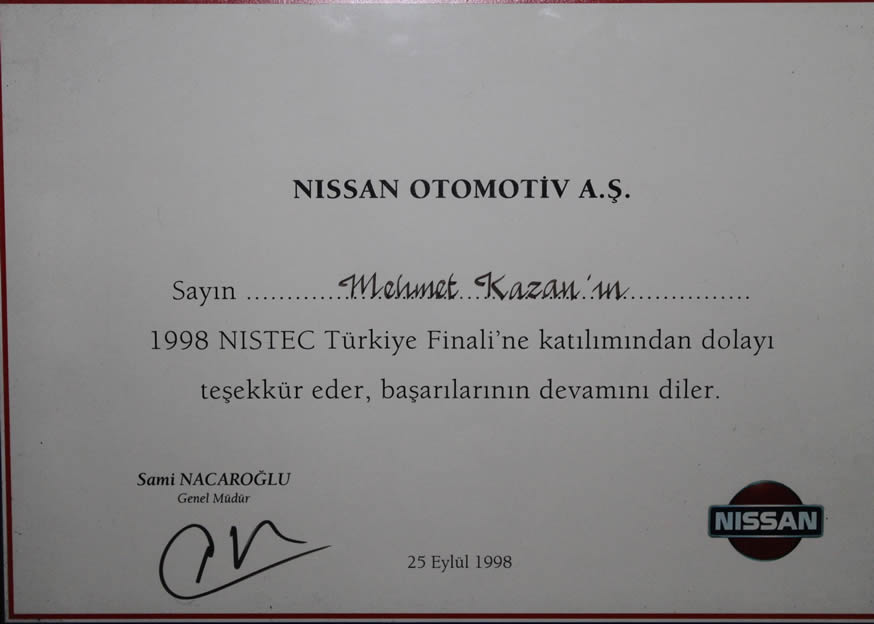 NISSAN OTOMOTİV A.Ş.
Sayın ............Mehmet Kazan'ın................
1998 NISTEC Türkiye Finali'ne katılımından dolayı
teşekkür eder, başarılarının devamını diler.
Sami NACAROĞLU
Genel Müdür
25 Eylül 1998
NISSAN